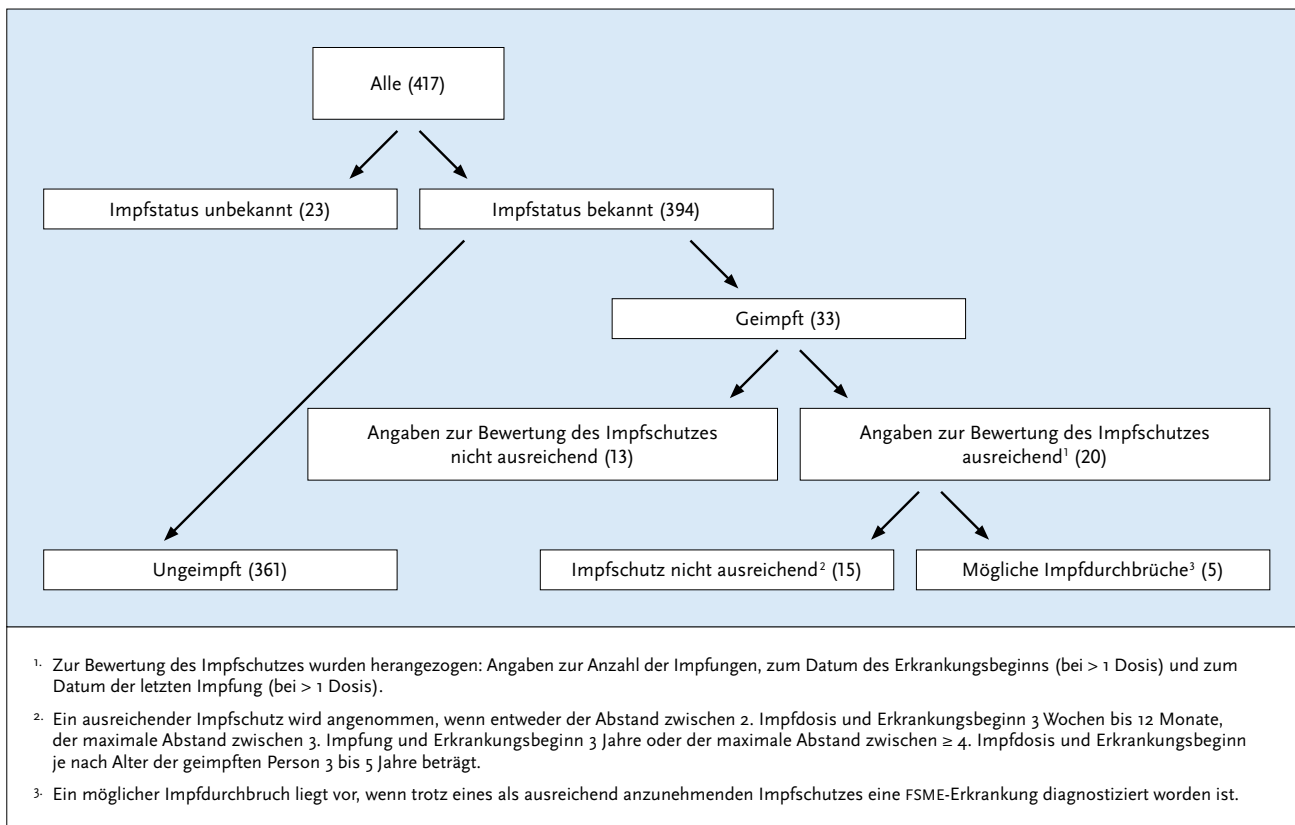 Alle (417)
Impfstatus unbekannt (23)
Impfstatus bekannt (394)
Geimpft (33)
Angaben zur Bewertung des Impfschutzes
nicht ausreichend (13)
Angaben zur Bewertung des Impfschutzes
ausreichend¹ (20)
Ungeimpft (361)
Impfschutz nicht ausreichend² (15)
Mögliche Impfdurchbrüche³ (5)
1. Zur Bewertung des Impfschutzes wurden herangezogen: Angaben zur Anzahl der Impfungen, zum Datum des Erkrankungsbeginns (bei > 1 Dosis) und zum
Datum der letzten Impfung (bei > 1 Dosis).
2. Ein ausreichender Impfschutz wird angenommen, wenn entweder der Abstand zwischen 2. Impfdosis und Erkrankungsbeginn 3 Wochen bis 12 Monate,
der maximale Abstand zwischen 3. Impfung und Erkrankungsbeginn 3 Jahre oder der maximale Abstand zwischen ≥ 4. Impfdosis und Erkrankungsbeginn
je nach Alter der geimpften Person 3 bis 5 Jahre beträgt.
3. Ein möglicher Impfdurchbruch liegt vor, wenn trotz eines als ausreichend anzunehmenden Impfschutzes eine FSME-Erkrankung diagnostiziert worden ist.